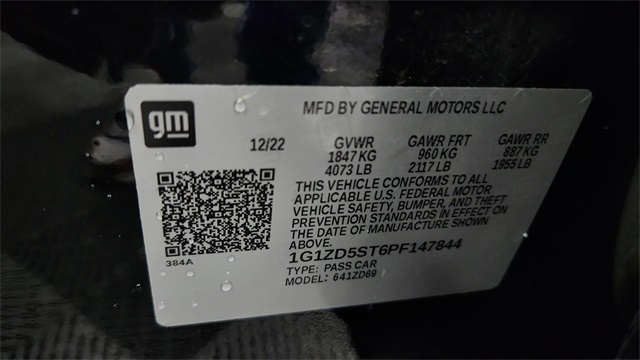 gm
MFD BY GENERAL MOTORS LLC
12/22 GVWR GAWR FRT GAWR RR
1847 KG 960 KG 887 KG
4073 LB 2117 LB 1955 LB
THIS VEHICLE CONFORMS TO ALL
APPLICABLE U.S. FEDERAL MOTOR
VEHICLE SAFETY, BUMPER, AND THEFT
PREVENTION STANDARDS IN EFFECT ON
THE DATE OF MANUFACTURE SHOWN
ABOVE.
1G1ZD5ST6PF147844
TYPE: PASS CAR
MODEL: 641ZD69
384A